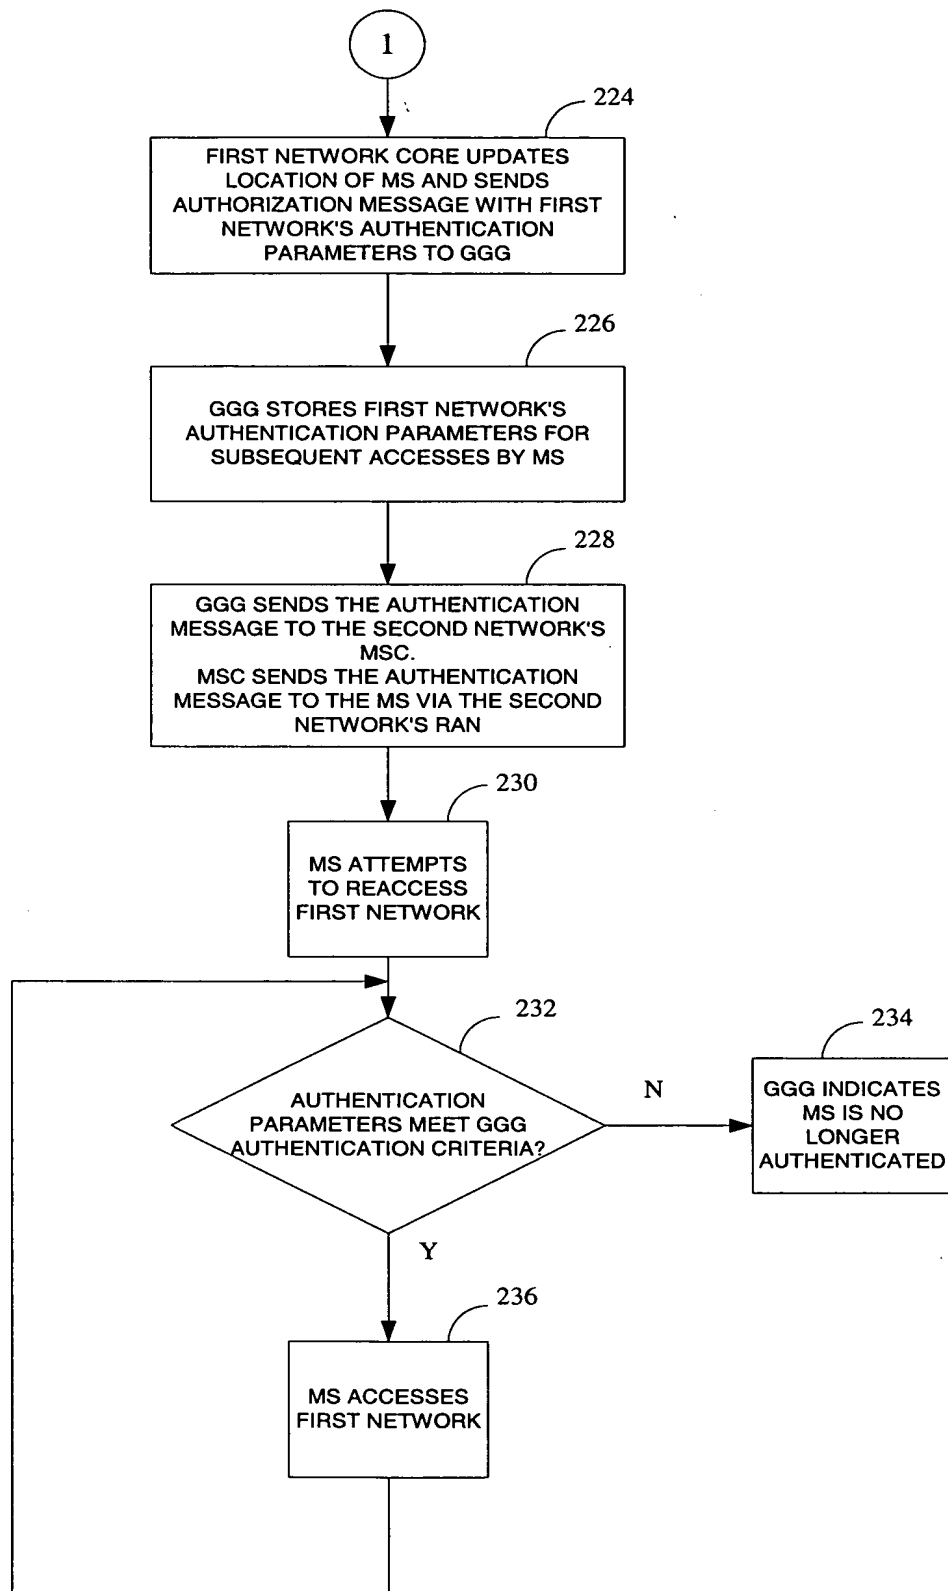 1
224
FIRST NETWORK CORE UPDATES
LOCATION OF MS AND SENDS
AUTHORIZATION MESSAGE WITH FIRST
NETWORK'S AUTHENTICATION
PARAMETERS TO GGG
226
GGG STORES FIRST NETWORK'S
AUTHENTICATION PARAMETERS FOR
SUBSEQUENT ACCESSES BY MS
228
GGG SENDS THE AUTHENTICATION
MESSAGE TO THE SECOND NETWORK'S
MSC.
MSC SENDS THE AUTHENTICATION
MESSAGE TO THE MS VIA THE SECOND
NETWORK'S RAN
230
MS ATTEMPTS
TO REACCESS
FIRST NETWORK
232
AUTHENTICATION
PARAMETERS MEET GGG
AUTHENTICATION CRITERIA?
N
234
GGG INDICATES
MS IS NO
LONGER
AUTHENTICATED
Y
236
MS ACCESSES
FIRST NETWORK